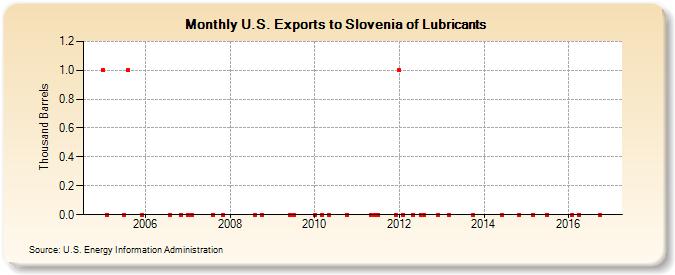 Monthly U.S. Exports to Slovenia of Lubricants
Thousand Barrels
1.2
1.0
0.8
0.6
0.4
0.2
0.0
2006 2008 2010 2012 2014 2016
Source: U.S. Energy Information Administration